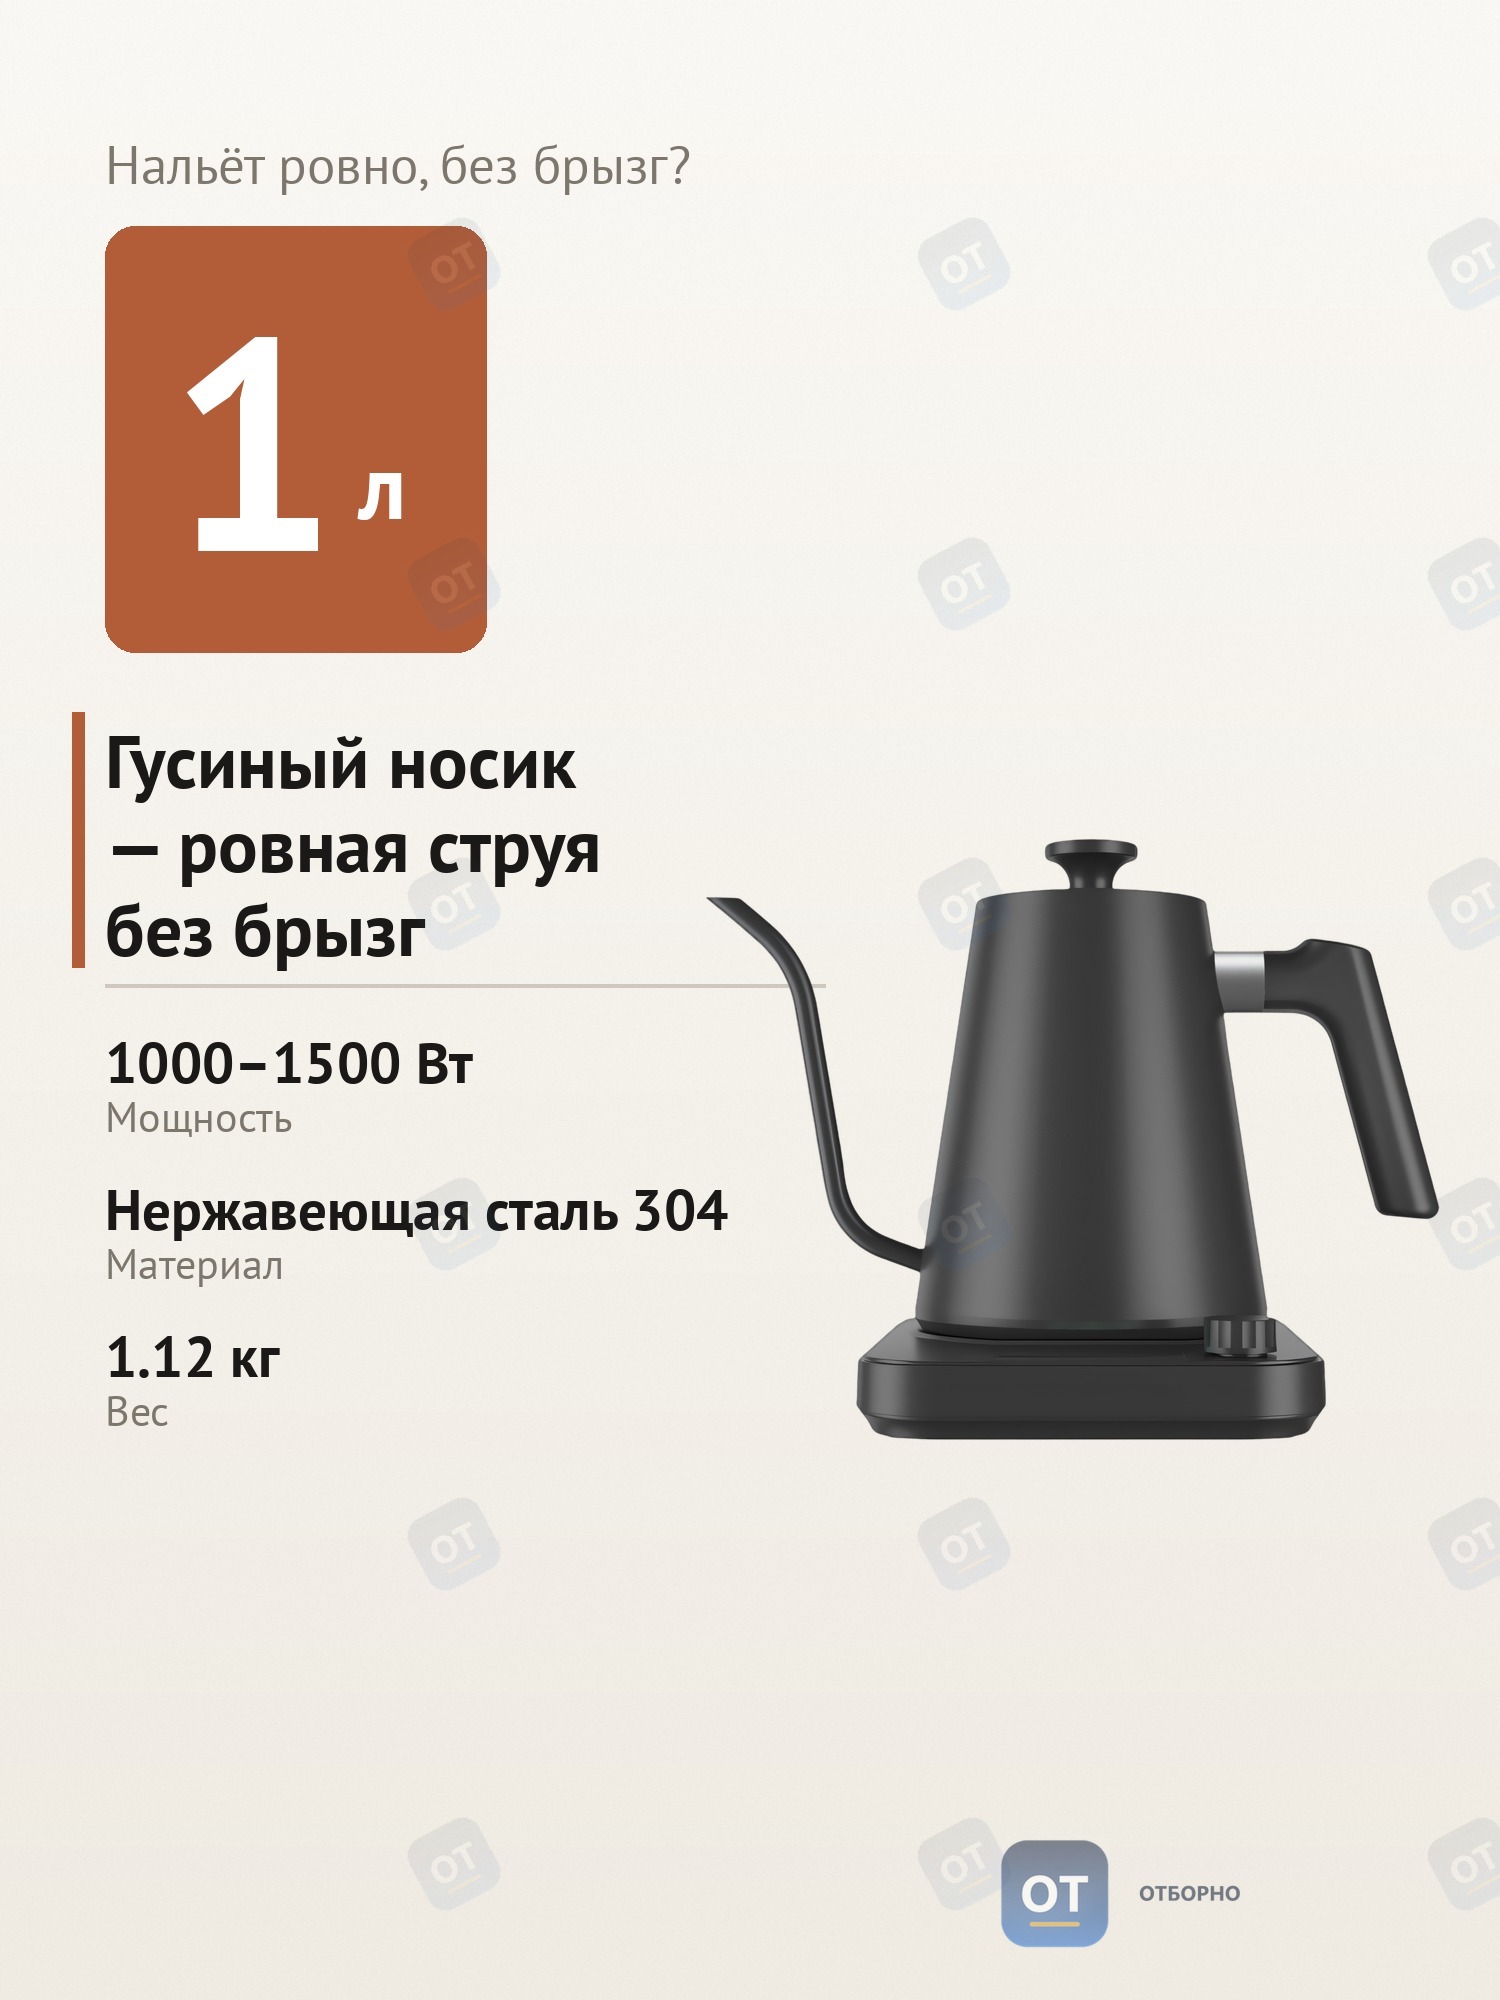 Нальёт ровно, без брызг?
1 л
Гусиный носик
— ровная струя
без брызг
1000–1500 Вт
Мощность
Нержавеющая сталь 304
Материал
1.12 кг
Вес
ОТ ОТБОРНО